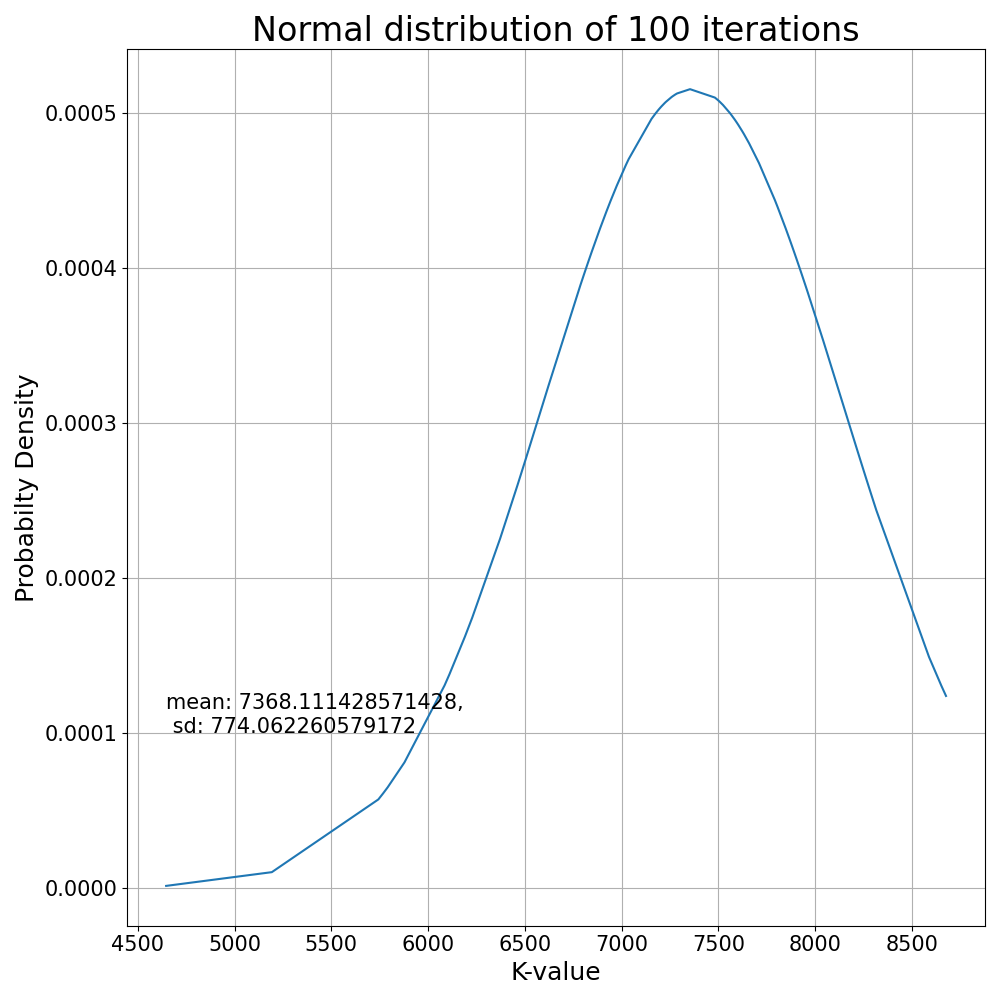 Normal distribution of 100 iterations
0.0005
0.0004
0.0003
0.0002
0.0001
0.0000
Probabilty Density
mean: 7368.111428571428,
sd: 774.062260579172
4500 5000 5500 6000 6500 7000 7500 8000 8500
K-value